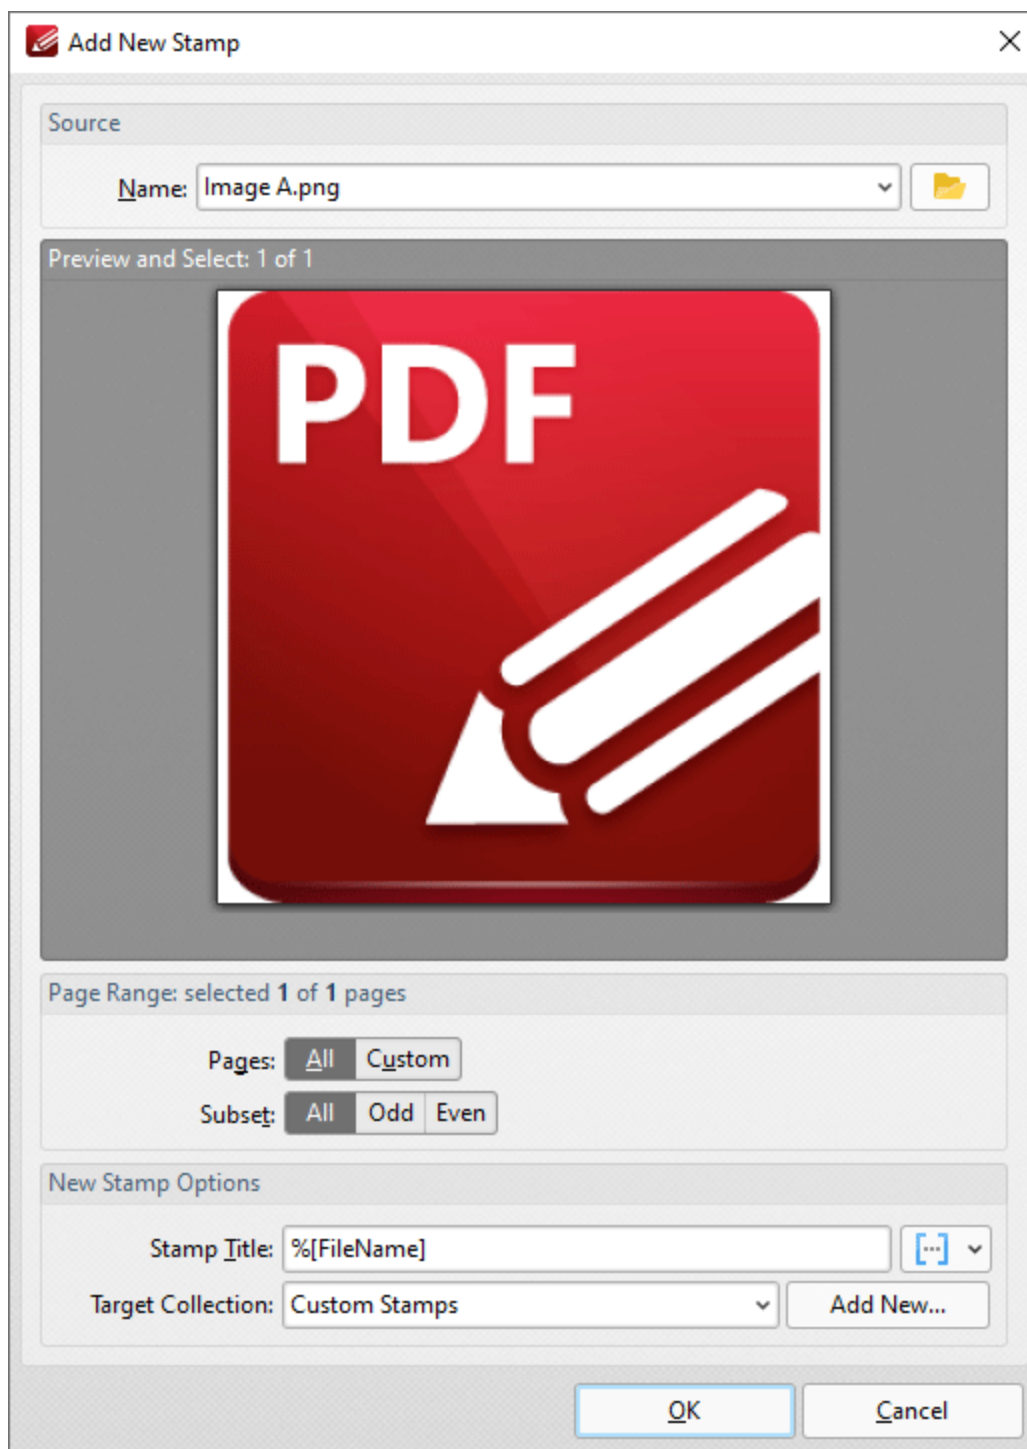 Add New Stamp
Source
Name: Image A.png
Preview and Select: 1 of 1
PDF
Page Range: selected 1 of 1 pages
Pages: All Custom
Subset: All Odd Even
New Stamp Options
Stamp Title: %[FileName]
Target Collection: Custom Stamps Add New...
OK Cancel